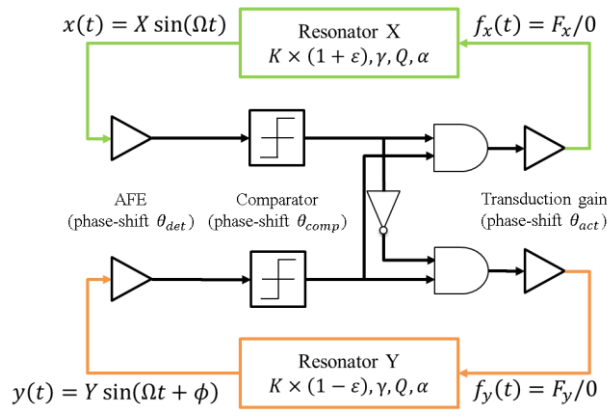 x(t) = X sin(Ωt)
Resonator X
K × (1 + ε), γ, Q, α
f_x(t) = F_x/0
AFE
(phase-shift θ_det)
Comparator
(phase-shift θ_comp)
Transduction gain
(phase-shift θ_act)
y(t) = Y sin(Ωt + ϕ)
Resonator Y
K × (1 − ε), γ, Q, α
f_y(t) = F_y/0